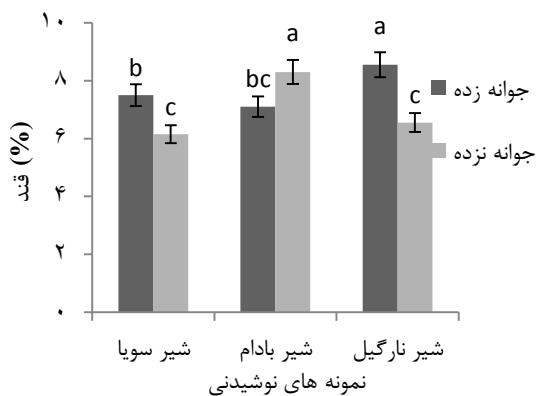 ۱۰
۸
۶
۴
۲
۰
قند (%)
b
c
bc
a
a
c
جوانه زده
جوانه نزده
شیر سویا
شیر بادام
شیر نارگیل
نمونه های نوشیدنی